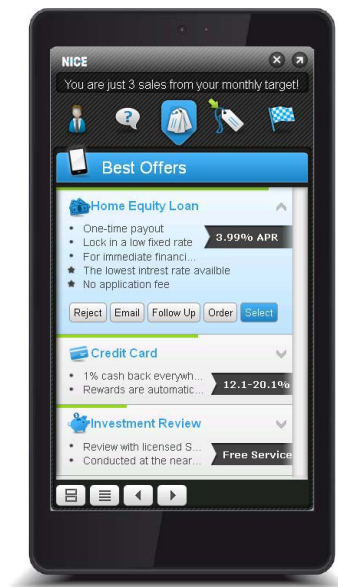 NICE
You are just 3 sales from your monthly target!
Best Offers
Home Equity Loan
One-time payout
Lock in a low fixed rate
3.99% APR
For immediate financi...
The lowest intrest rate availble
No application fee
Reject Email Follow Up Order Select
Credit Card
1% cash back everywh...
Rewards are automatic...
12.1-20.1%
Investment Review
Review with licensed S...
Conducted at the near...
Free Service